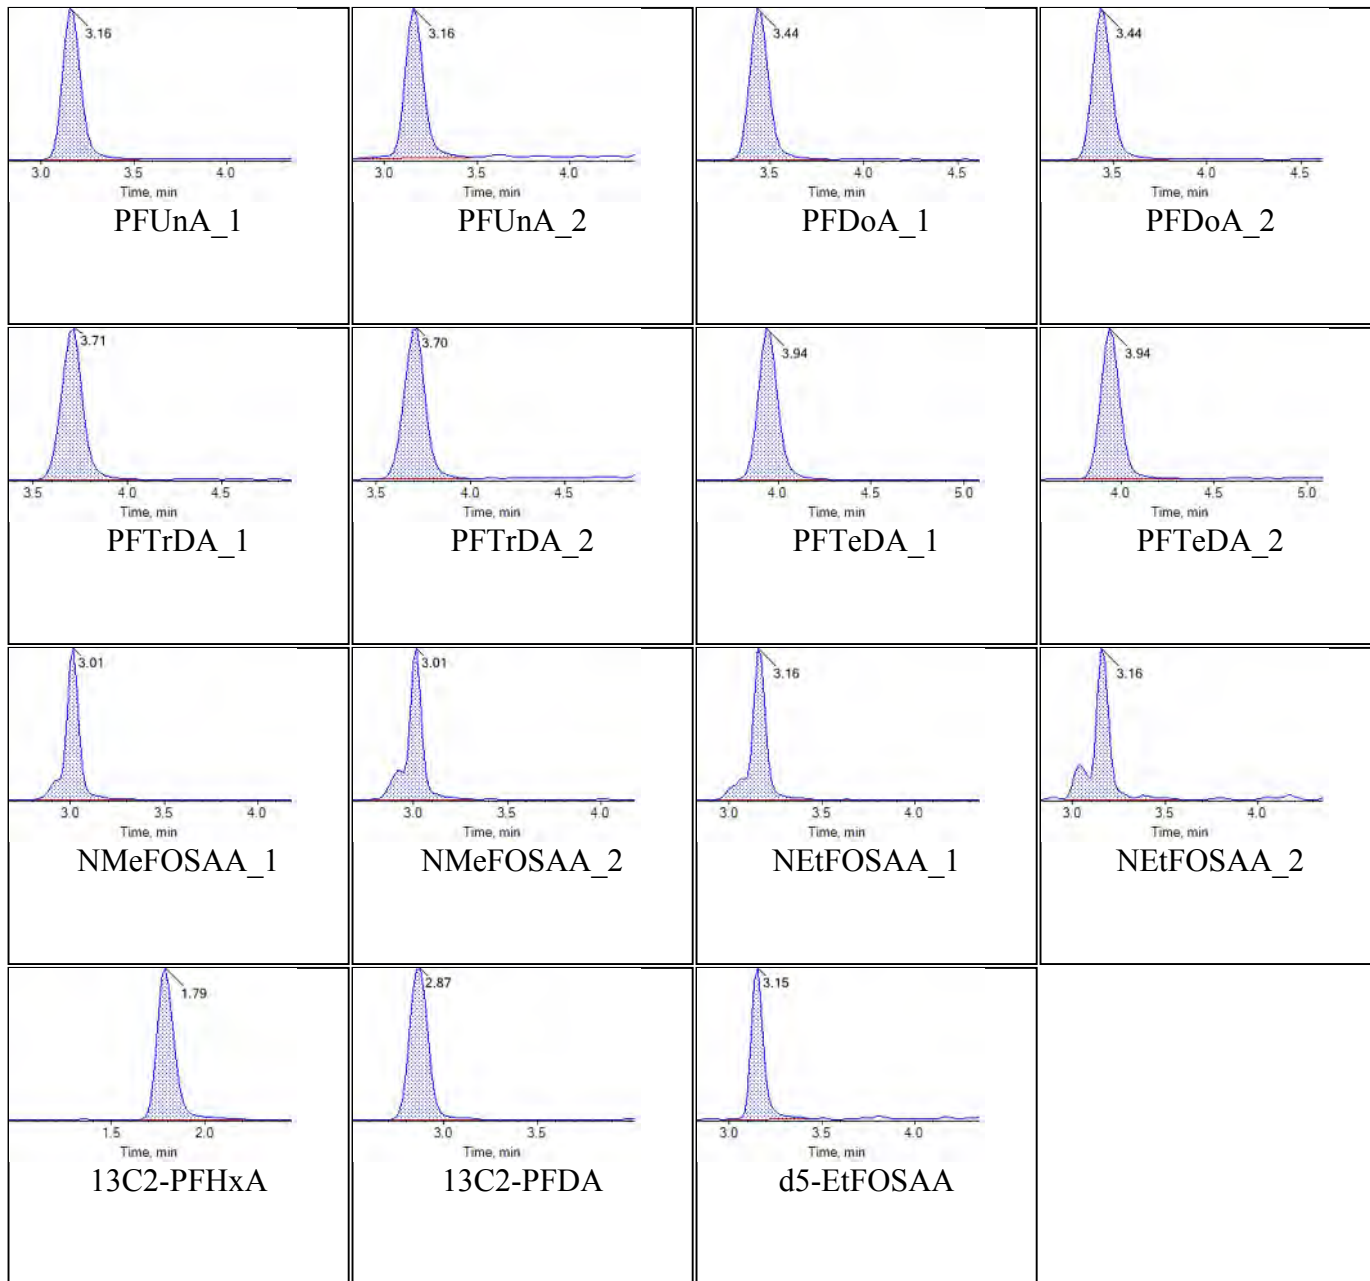 3.16
3.0 3.5 4.0
Time, min
PFUnA_1
3.16
3.0 3.5 4.0
Time, min
PFUnA_2
3.44
3.5 4.0 4.5
Time, min
PFDoA_1
3.44
3.5 4.0 4.5
Time, min
PFDoA_2
3.71
3.5 4.0 4.5
Time, min
PFTrDA_1
3.70
3.5 4.0 4.5
Time, min
PFTrDA_2
3.94
4.0 4.5 5.0
Time, min
PFTeDA_1
3.94
4.0 4.5 5.0
Time, min
PFTeDA_2
3.01
3.0 3.5 4.0
Time, min
NMeFOSAA_1
3.01
3.0 3.5 4.0
Time, min
NMeFOSAA_2
3.16
3.0 3.5 4.0
Time, min
NEtFOSAA_1
3.16
3.0 3.5 4.0
Time, min
NEtFOSAA_2
1.79
1.5 2.0
Time, min
13C2-PFHxA
2.87
3.0 3.5
Time, min
13C2-PFDA
3.15
3.0 3.5 4.0
Time, min
d5-EtFOSAA